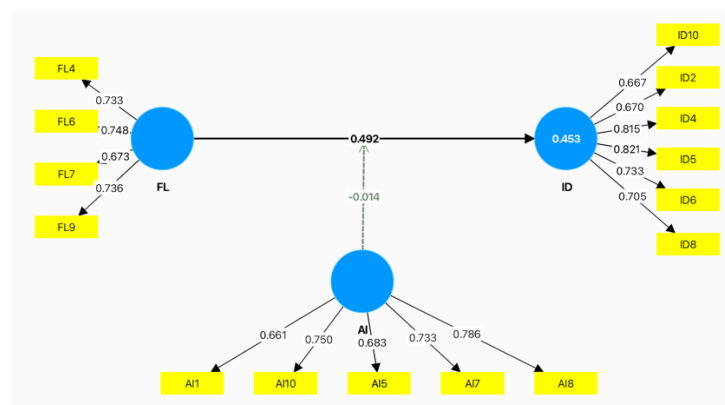 ID10
FL4
0.667
ID2
0.733
0.670
FL6
0.748
0.815
ID4
0.492
0.453
0.821
ID5
FL7
0.673
0.733
0.736
FL
ID
0.705
ID6
FL9
-0.014
ID8
AI
0.661
0.750
0.683
0.733
0.786
AI1
AI10
AI5
AI7
AI8